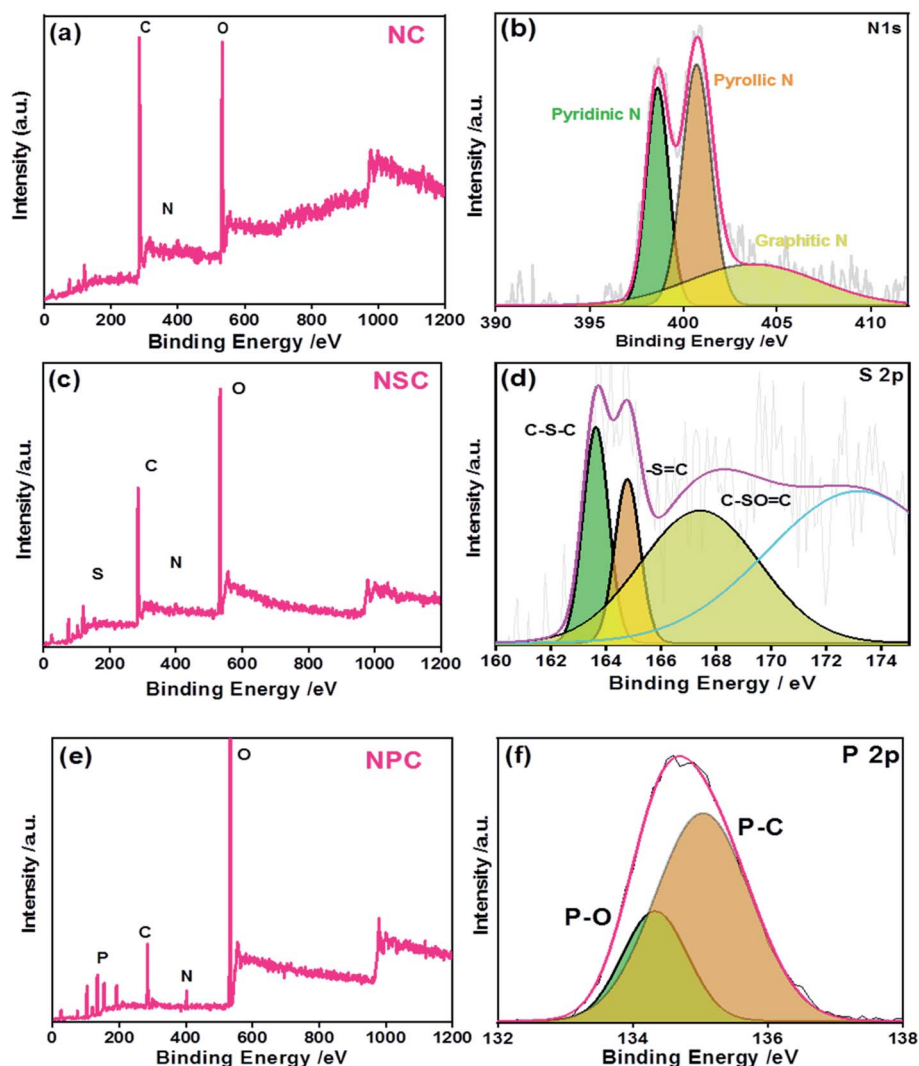 (a)
NC
C
O
N
Intensity (a.u.)
0 200 400 600 800 1000 1200
Binding Energy /eV
(b)
N1s
Pyridinic N
Pyrollic N
Graphitic N
Intensity /a.u.
390 395 400 405 410
Binding Energy /eV
(c)
NSC
O
C
S
N
Intensity /a.u.
0 200 400 600 800 1000 1200
Binding Energy /eV
(d)
S 2p
C-S-C
-S=C
C-SO=C
Intensity /a.u.
160 162 164 166 168 170 172 174
Binding Energy / eV
(e)
NPC
O
C
P
N
Intensity /a.u.
0 200 400 600 800 1000 1200
Binding Energy /eV
(f)
P 2p
P-C
P-O
Intensity /a.u.
132 134 136 138
Binding Energy /eV